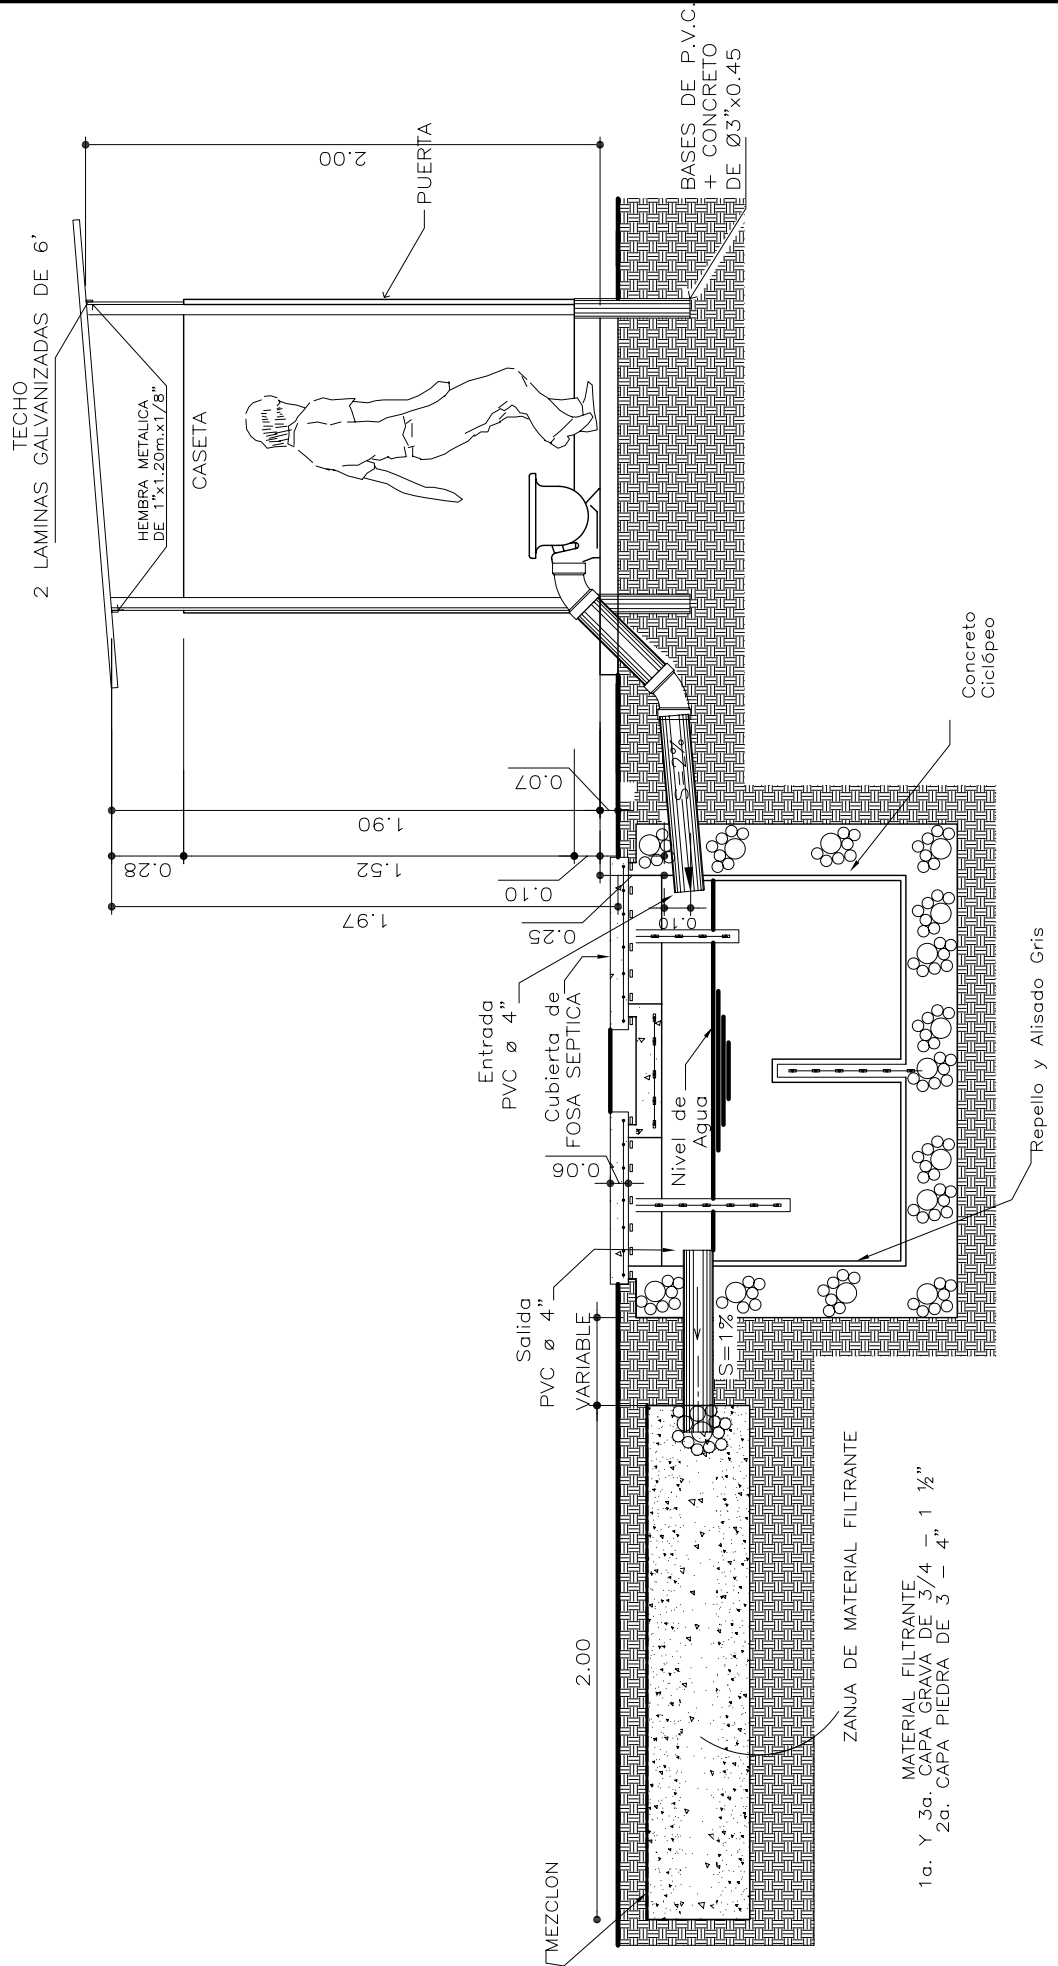 TECHO
2 LAMINAS GALVANIZADAS DE 6'
HEMBRA METALICA
DE 1"x1.20m.x1/8"
CASETA
PUERTA
2.00
BASES DE P.V.C.
+ CONCRETO
DE Ø3"x0.45
0.28
1.52
1.90
1.97
0.07
0.10
0.25
0.10
S=2%
Entrada
PVC ø 4"
Cubierta de
FOSA SEPTICA
0.06
Nivel de
Agua
Concreto
Ciclópeo
Repello y Alisado Gris
Salida
PVC ø 4"
VARIABLE
S=1%
2.00
MEZCLON
ZANJA DE MATERIAL FILTRANTE
MATERIAL FILTRANTE
1a. Y 3a. CAPA GRAVA DE 3/4 - 1 ½"
2a. CAPA PIEDRA DE 3 - 4"